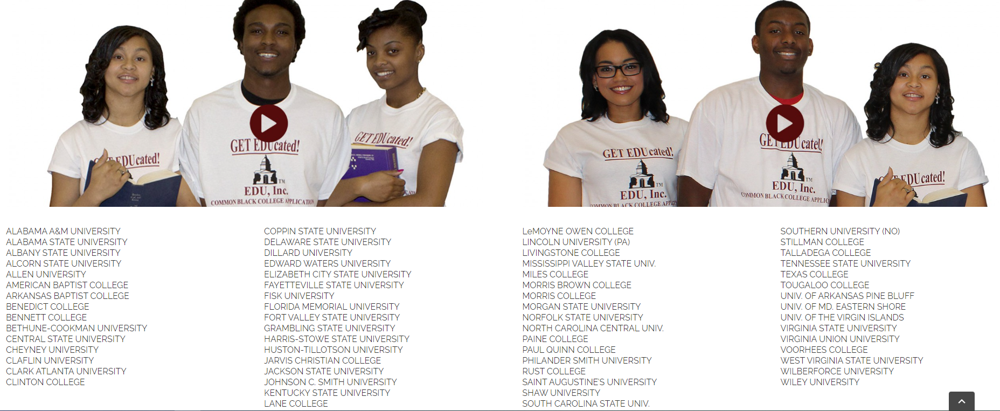 GET EDUcated!
EDU, Inc.
TM
COMMON BLACK COLLEGE APPLICATION
GET EDUcated!
GET EDUcated!
EDU, Inc.
TM
GET EDUcated!
EDU, Inc.
TM
COMMON BLACK COLLEGE
EDUcated!
ALABAMA A&M UNIVERSITY
ALABAMA STATE UNIVERSITY
ALBANY STATE UNIVERSITY
ALCORN STATE UNIVERSITY
ALLEN UNIVERSITY
AMERICAN BAPTIST COLLEGE
ARKANSAS BAPTIST COLLEGE
BENEDICT COLLEGE
BENNETT COLLEGE
BETHUNE-COOKMAN UNIVERSITY
CENTRAL STATE UNIVERSITY
CHEYNEY UNIVERSITY
CLAFLIN UNIVERSITY
CLARK ATLANTA UNIVERSITY
CLINTON COLLEGE
COPPIN STATE UNIVERSITY
DELAWARE STATE UNIVERSITY
DILLARD UNIVERSITY
EDWARD WATERS UNIVERSITY
ELIZABETH CITY STATE UNIVERSITY
FAYETTEVILLE STATE UNIVERSITY
FISK UNIVERSITY
FLORIDA MEMORIAL UNIVERSITY
FORT VALLEY STATE UNIVERSITY
GRAMBLING STATE UNIVERSITY
HARRIS-STOWE STATE UNIVERSITY
HUSTON-TILLOTSON UNIVERSITY
JARVIS CHRISTIAN COLLEGE
JACKSON STATE UNIVERSITY
JOHNSON C. SMITH UNIVERSITY
KENTUCKY STATE UNIVERSITY
LANE COLLEGE
LeMOYNE OWEN COLLEGE
LINCOLN UNIVERSITY (PA)
LIVINGSTONE COLLEGE
MISSISSIPPI VALLEY STATE UNIV.
MILES COLLEGE
MORRIS BROWN COLLEGE
MORRIS COLLEGE
MORGAN STATE UNIVERSITY
NORFOLK STATE UNIVERSITY
NORTH CAROLINA CENTRAL UNIV.
PAINE COLLEGE
PAUL QUINN COLLEGE
PHILANDER SMITH UNIVERSITY
RUST COLLEGE
SAINT AUGUSTINE'S UNIVERSITY
SHAW UNIVERSITY
SOUTH CAROLINA STATE UNIV.
SOUTHERN UNIVERSITY (NO)
STILLMAN COLLEGE
TALLADEGA COLLEGE
TENNESSEE STATE UNIVERSITY
TEXAS COLLEGE
TOUGALOO COLLEGE
UNIV. OF ARKANSAS PINE BLUFF
UNIV. OF MD. EASTERN SHORE
UNIV. OF THE VIRGIN ISLANDS
VIRGINIA STATE UNIVERSITY
VIRGINIA UNION UNIVERSITY
VOORHEES COLLEGE
WEST VIRGINIA STATE UNIVERSITY
WILBERFORCE UNIVERSITY
WILEY UNIVERSITY